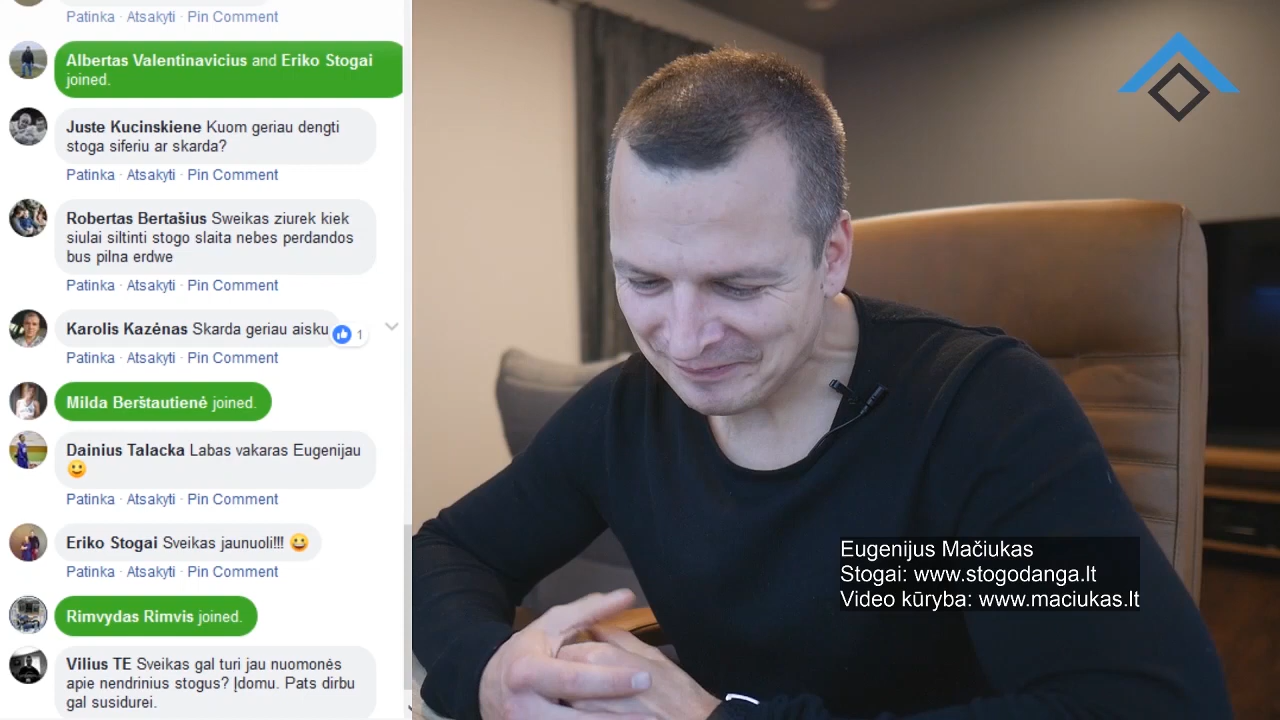 Patinka · Atsakyti · Pin Comment
Albertas Valentinavicius and Eriko Stogai
joined.
Juste Kucinskiene Kuom geriau dengti
stoga siferiu ar skarda?
Patinka · Atsakyti · Pin Comment
Robertas Bertašius Sweikas ziurek kiek
siulai siltinti stogo slaita nebes perdandos
bus pilna erdwe
Patinka · Atsakyti · Pin Comment
Karolis Kazėnas Skarda geriau aisku
1
Patinka · Atsakyti · Pin Comment
Milda Berštautienė joined.
Dainius Talacka Labas vakaras Eugenijau
Patinka · Atsakyti · Pin Comment
Eriko Stogai Sveikas jaunuoli!!!
Patinka · Atsakyti · Pin Comment
Rimvydas Rimvis joined.
Vilius TE Sveikas gal turi jau nuomonės
apie nendrinius stogus? Įdomu. Pats dirbu
gal susidurei.
Eugenijus Mačiukas
Stogai: www.stogodanga.lt
Video kūryba: www.maciukas.lt